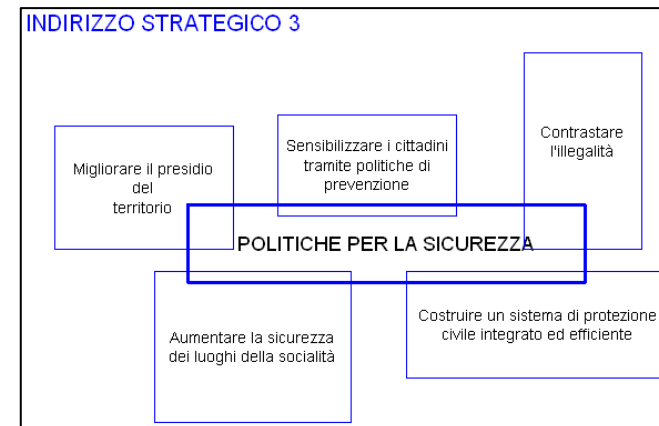 INDIRIZZO STRATEGICO 3
Contrastare
l'illegalità
Sensibilizzare i cittadini
tramite politiche di
prevenzione
Migliorare il presidio
del
territorio
POLITICHE PER LA SICUREZZA
Costruire un sistema di protezione
civile integrato ed efficiente
Aumentare la sicurezza
dei luoghi della socialità